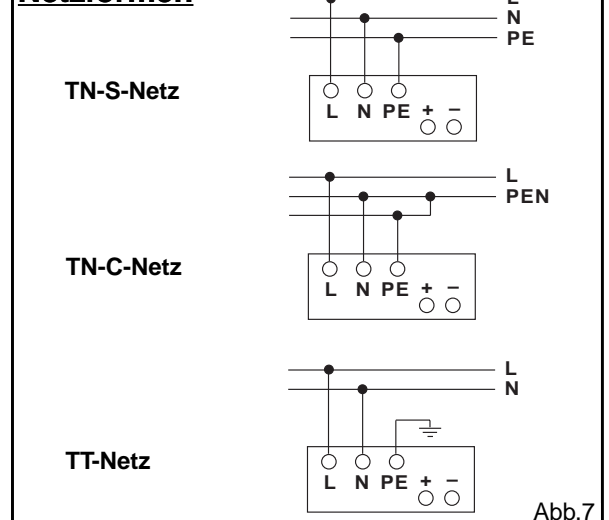 Netzformen
L
N
PE
TN-S-Netz
L N PE + −
L
PEN
TN-C-Netz
L N PE + −
L
N
TT-Netz
L N PE + −
Abb.7